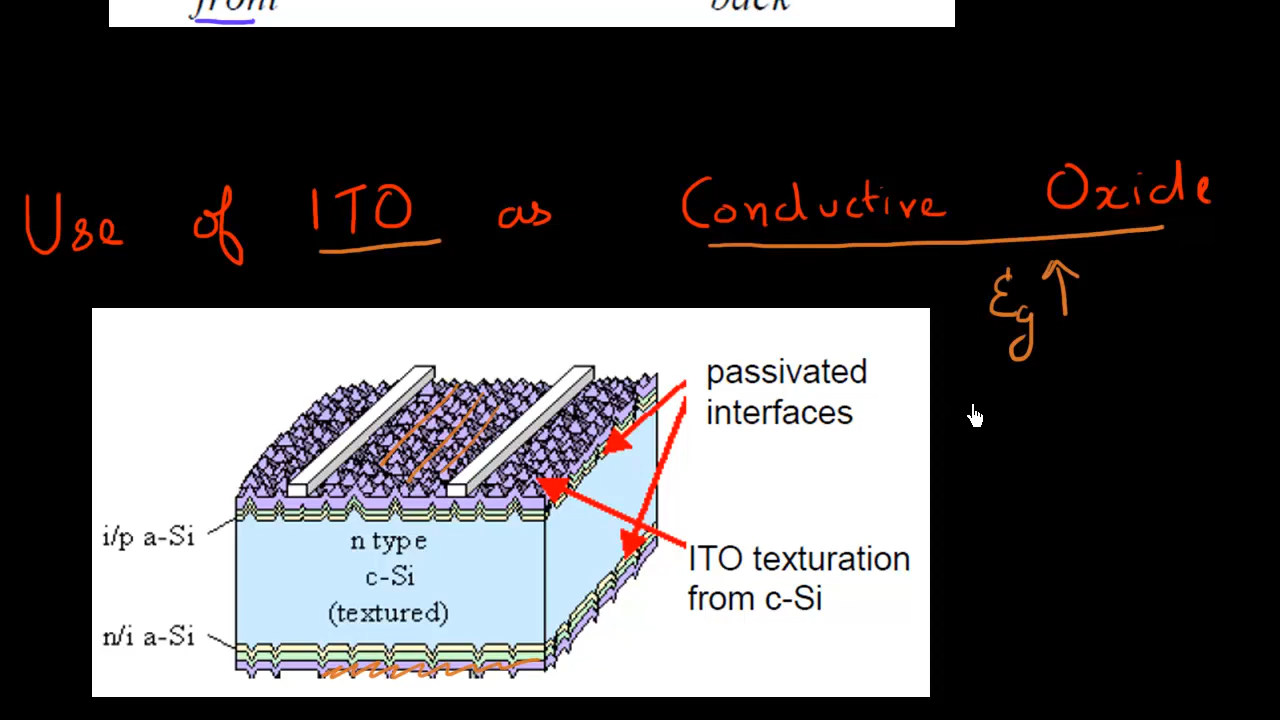 front back
Use of ITO as Conductive Oxide
Eg ↑
passivated
interfaces
i/p a-Si
n type
c-Si
(textured)
ITO texturation
from c-Si
n/i a-Si